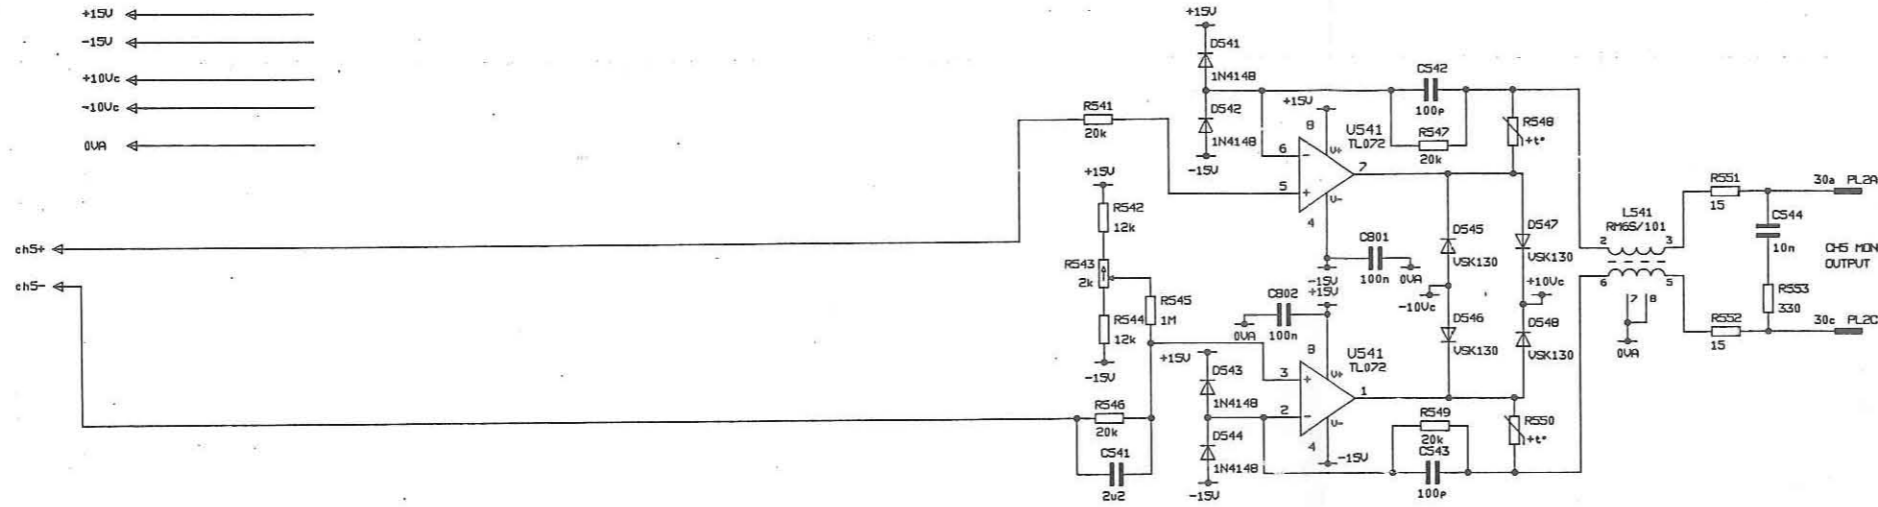 +15V
-15V
+10Vc
-10Vc
0VA
ch5+
ch5-
R541
20k
+15V
R542
12k
R543
2k
R544
12k
-15V
R545
1M
R546
20k
C541
2u2
+15V
D541
1N4148
D542
1N4148
-15V
+15V
8
V+
U541
TL072
6
-
5
+
7
V-
4
-15V
C801
100n
0VA
C542
100p
R547
20k
R548
+t°
C802
100n
0VA
+15V
8
V+
U541
TL072
3
+
2
-
1
V-
4
-15V
+15V
D543
1N4148
D544
1N4148
-15V
R549
20k
C543
100p
R550
+t°
D545
VSK130
-10Vc
D546
VSK130
D547
VSK130
+10Vc
D548
VSK130
L541
RM6S/101
2
3
6
5
7
8
0VA
R551
15
R552
15
C544
10n
R553
330
30a PL2A
CH5 MON
OUTPUT
30c PL2C